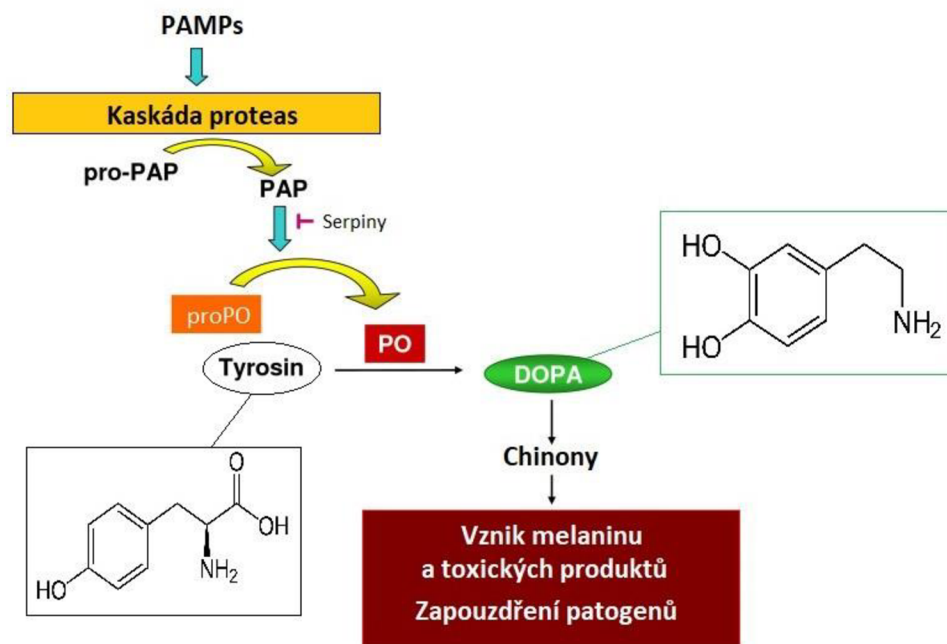 PAMPs
Kaskáda proteas
pro-PAP
PAP
Serpiny
proPO
PO
Tyrosin
DOPA
HO
HO
NH2
Chinony
O
OH
NH2
HO
Vznik melaninu
a toxických produktů
Zapouzdření patogenů